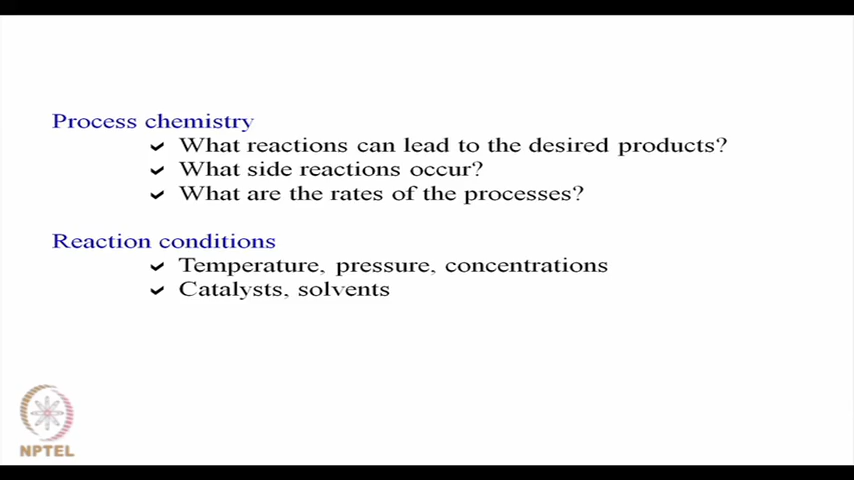 Process chemistry
✓ What reactions can lead to the desired products?
✓ What side reactions occur?
✓ What are the rates of the processes?
Reaction conditions
✓ Temperature, pressure, concentrations
✓ Catalysts, solvents
NPTEL